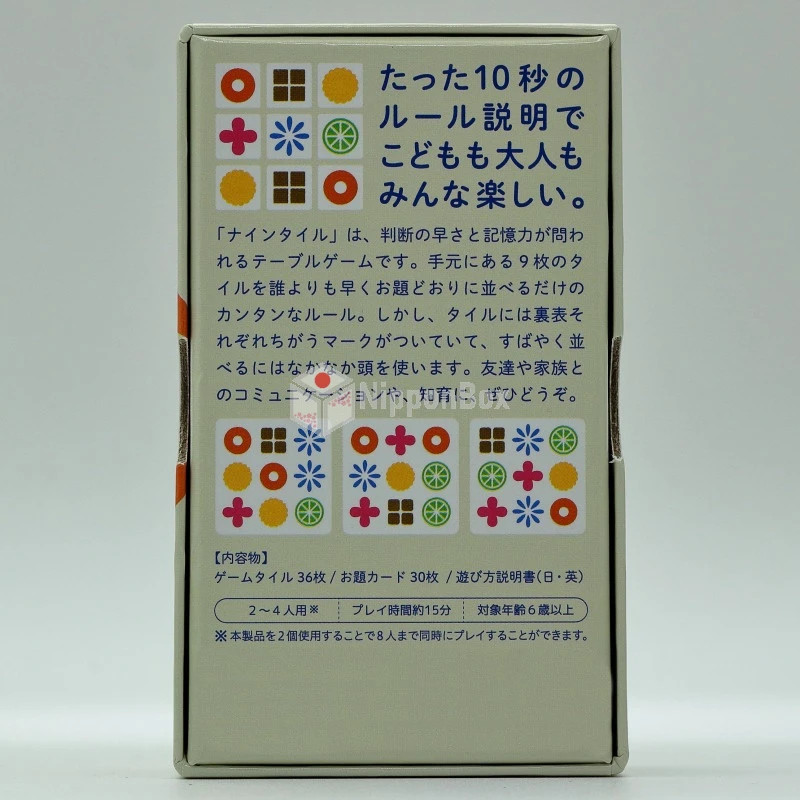 たった10秒の
ルール説明で
こどもも大人も
みんな楽しい。
「ナインタイル」は、判断の早さと記憶力が問わ
れるテーブルゲームです。手元にある9枚のタ
イルを誰よりも早くお題どおりに並べるだけの
カンタンなルール。しかし、タイルには裏表そ
れぞれちがうマークがついていて、すばやく並
べるにはなかなか頭を使います。友達や家族と
のコミュニケーションや、知育に、ぜひどうぞ。
NipponBox
【内容物】
ゲームタイル 36枚 / お題カード 30枚 / 遊び方説明書(日・英)
2〜4人用※ プレイ時間約15分 対象年齢6歳以上
※本製品を2個使用することで8人まで同時にプレイすることができます。